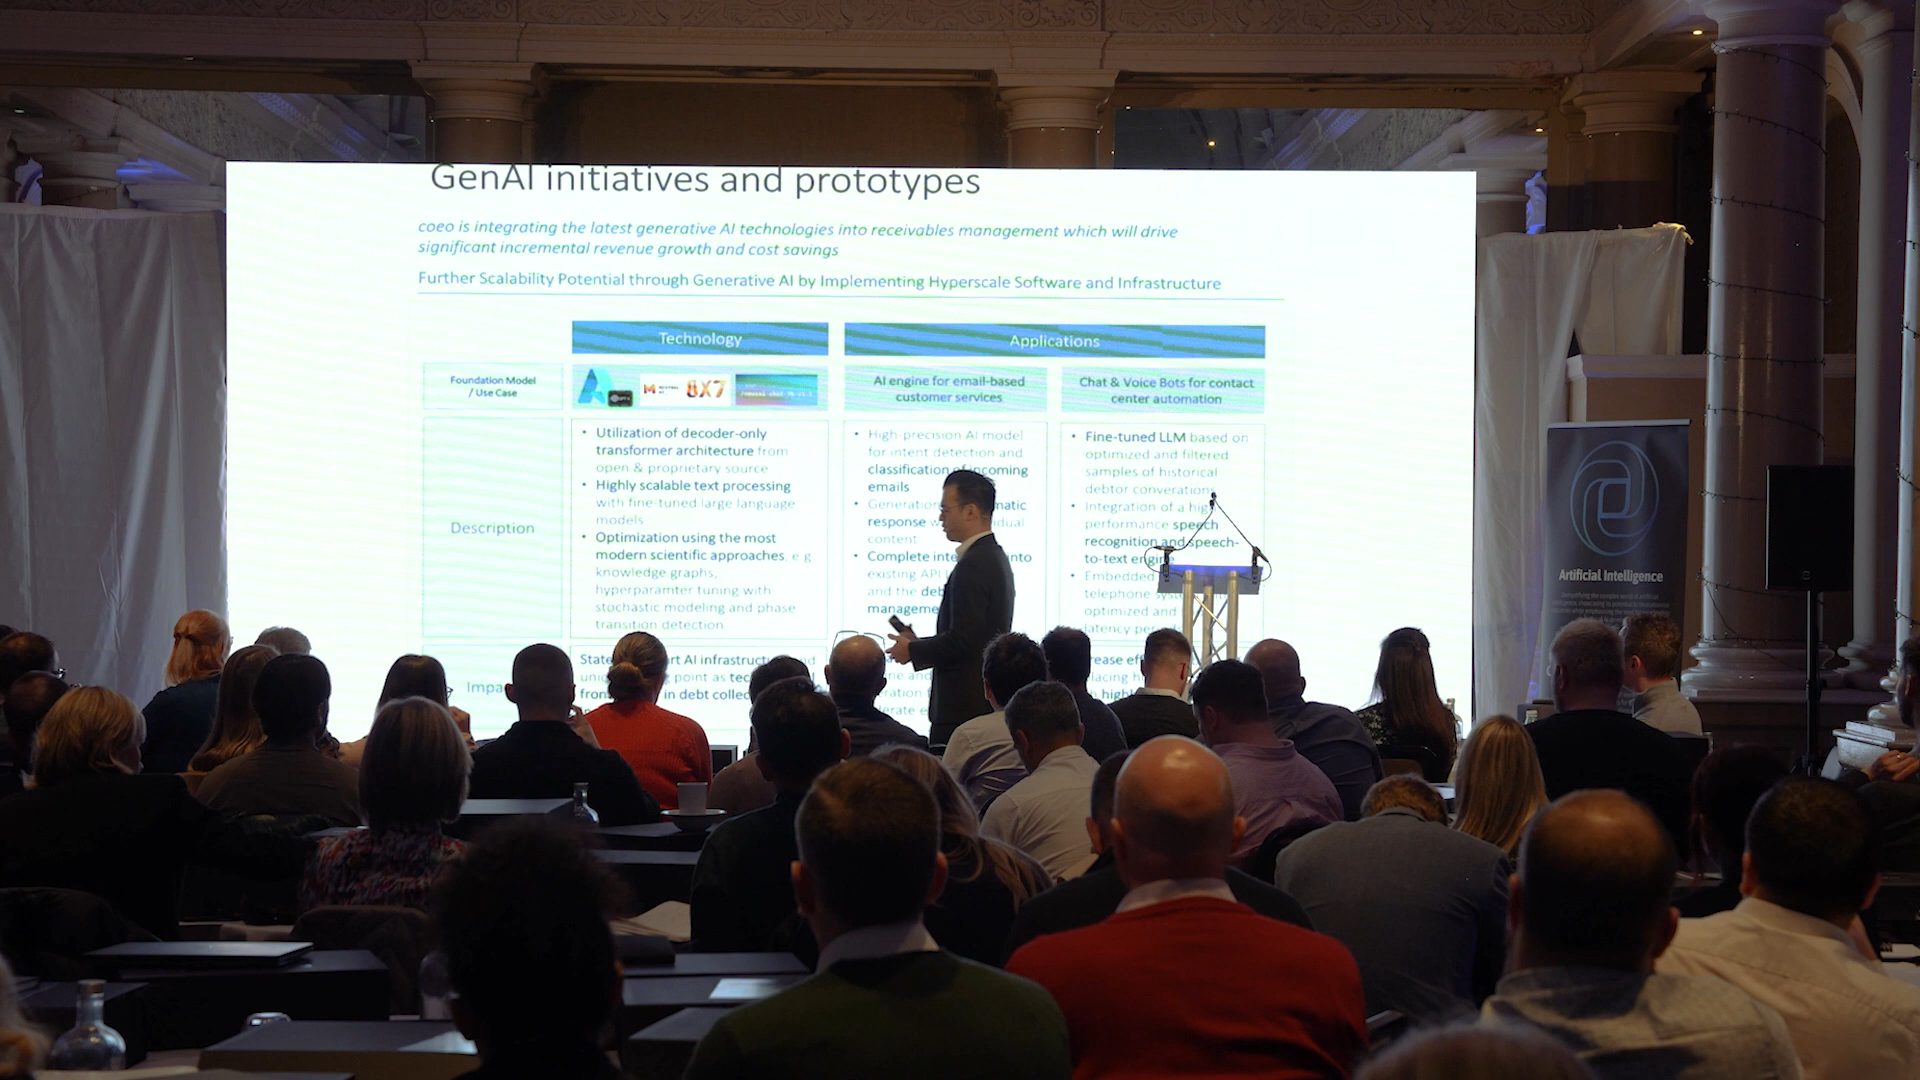 GenAI initiatives and prototypes
coeo is integrating the latest generative AI technologies into receivables management which will drive
significant incremental revenue growth and cost savings
Further Scalability Potential through Generative AI by Implementing Hyperscale Software and Infrastructure
Technology
Applications
Foundation Model
/ Use Case
8X7
AI engine for email-based
customer services
Chat & Voice Bots for contact
center automation
Description
• Utilization of decoder-only
transformer architecture from
open & proprietary source
• Highly scalable text processing
with fine-tuned large language
models
• Optimization using the most
modern scientific approaches, e.g
knowledge graphs,
hyperparamter tuning with
stochastic modeling and phase
transition detection
• High-precision AI model
for intent detection and
classification of incoming
emails
• Generation
response
content
• Complete
existing API
and the
• Fine-tuned LLM based on
optimized and filtered
samples of historical
debtor converations
• Integration of a high
performance speech
recognition and speech-
to-text engine
• Embedded
telephone
optimized and
latency
point as
in debt
Artificial Intelligence